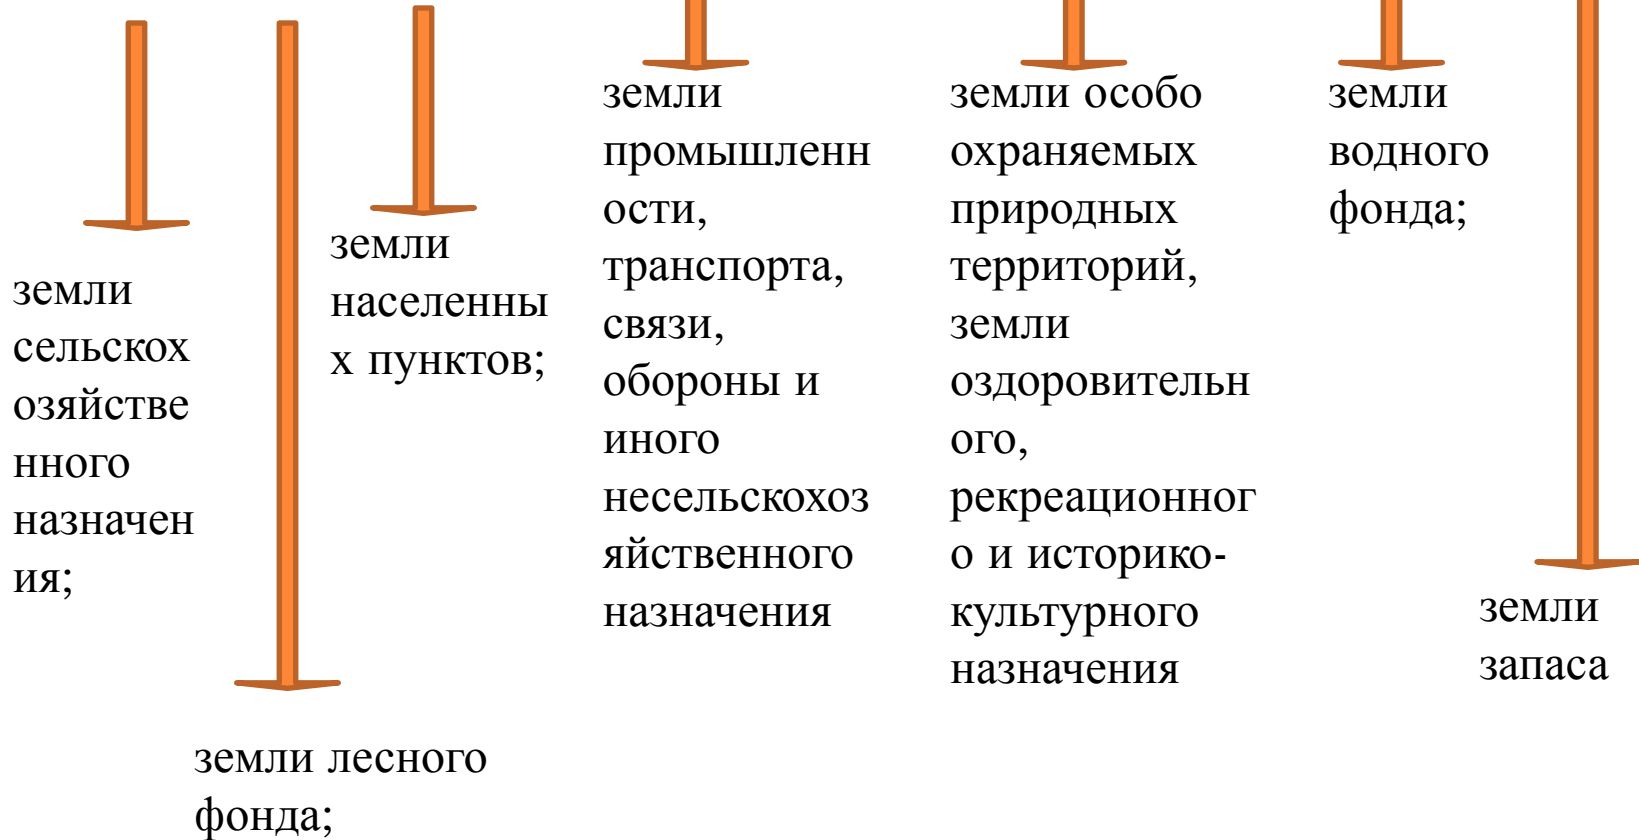 земли
сельскох
озяйстве
нного
назначен
ия;
земли лесного
фонда;
земли
населенны
х пунктов;
земли
промышленн
ости,
транспорта,
связи,
обороны и
иного
несельскохоз
яйственного
назначения
земли особо
охраняемых
природных
территорий,
земли
оздоровительн
ого,
рекреационног
о и историко-
культурного
назначения
земли
водного
фонда;
земли
запаса